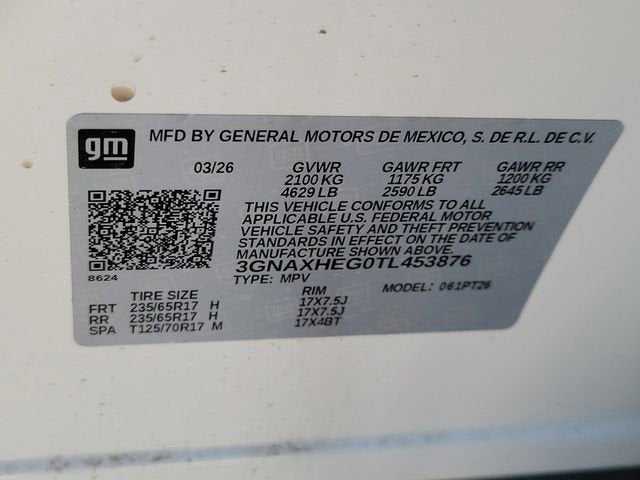 gm
MFD BY GENERAL MOTORS DE MEXICO, S. DE R.L. DE C.V.
03/26 GVWR GAWR FRT GAWR RR
2100 KG 1175 KG 1200 KG
4629 LB 2590 LB 2645 LB
THIS VEHICLE CONFORMS TO ALL
APPLICABLE U.S. FEDERAL MOTOR
VEHICLE SAFETY AND THEFT PREVENTION
STANDARDS IN EFFECT ON THE DATE OF
MANUFACTURE SHOWN ABOVE.
3GNAXHEG0TL453876
8624
TYPE: MPV MODEL: 061PT26
TIRE SIZE RIM
FRT 235/65R17 H 17X7.5J
RR 235/65R17 H 17X7.5J
SPA T125/70R17 M 17X4BT